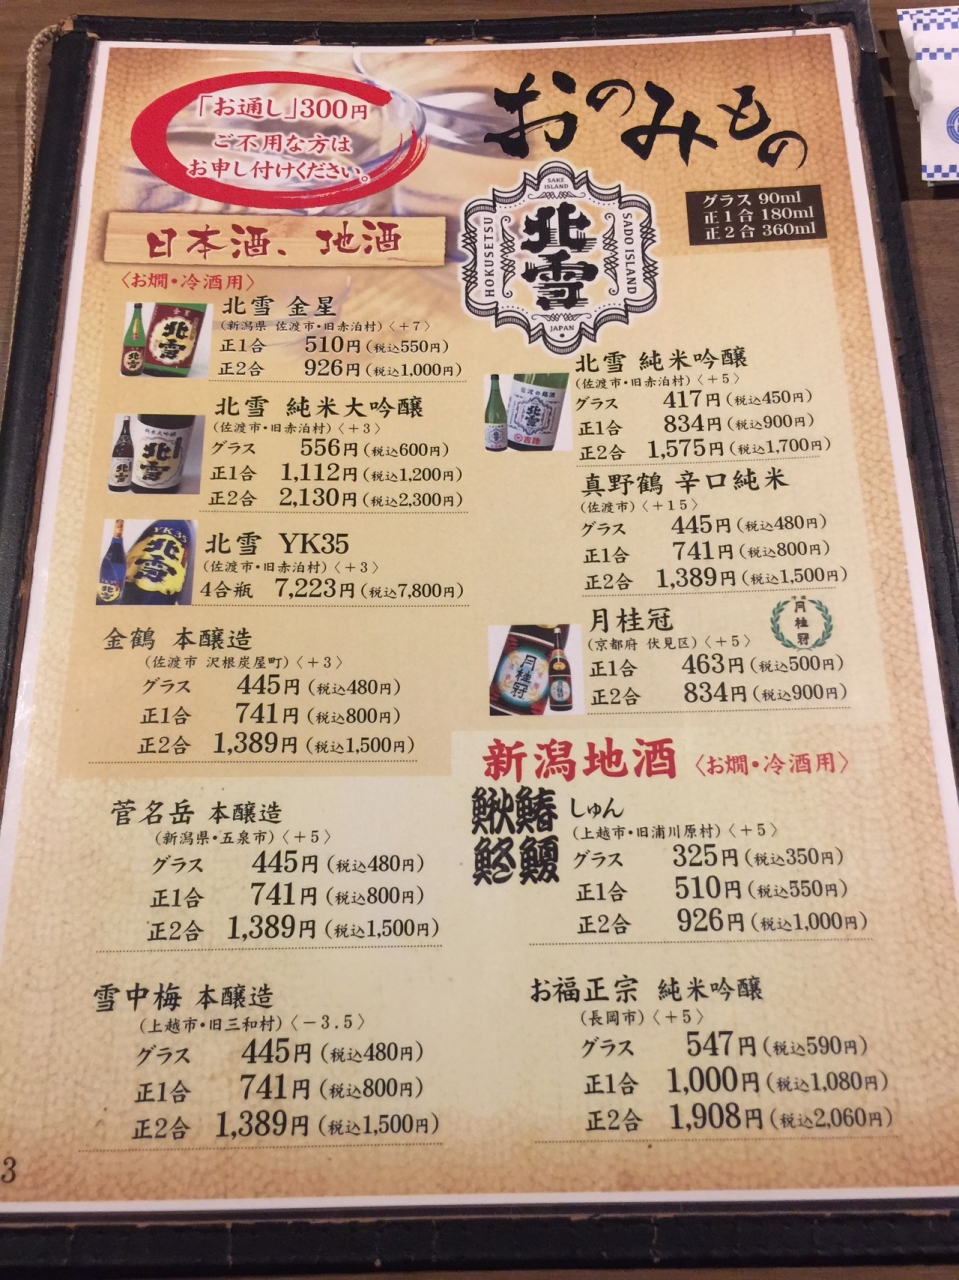 「お通し」300円
ご不用な方は
お申し付けください。
おのみもの
グラス 90ml
正1合 180ml
正2合 360ml
SAKE
ISLAND
HOKUSETSU
北雪
SADO ISLAND
JAPAN
日本酒、地酒
〈お燗・冷酒用〉
北雪 金星
(新潟県 佐渡市・旧赤泊村)〈+7〉
正1合 510円(税込550円)
正2合 926円(税込1,000円)
北雪 純米大吟醸
(佐渡市・旧赤泊村)〈+3〉
グラス 556円(税込600円)
正1合 1,112円(税込1,200円)
正2合 2,130円(税込2,300円)
YK35
北雪
北雪 YK35
(佐渡市・旧赤泊村)〈+3〉
4合瓶 7,223円(税込7,800円)
金鶴 本醸造
(佐渡市 沢根炭屋町)〈+3〉
グラス 445円(税込480円)
正1合 741円(税込800円)
正2合 1,389円(税込1,500円)
菅名岳 本醸造
(新潟県・五泉市)〈+5〉
グラス 445円(税込480円)
正1合 741円(税込800円)
正2合 1,389円(税込1,500円)
雪中梅 本醸造
(上越市・旧三和村)〈−3.5〉
グラス 445円(税込480円)
正1合 741円(税込800円)
正2合 1,389円(税込1,500円)
北雪 純米吟醸
(佐渡市・旧赤泊村)〈+5〉
グラス 417円(税込450円)
正1合 834円(税込900円)
正2合 1,575円(税込1,700円)
真野鶴 辛口純米
(佐渡市)〈+15〉
グラス 445円(税込480円)
正1合 741円(税込800円)
正2合 1,389円(税込1,500円)
月桂冠
月桂冠
(京都府 伏見区)〈+5〉
正1合 463円(税込500円)
正2合 834円(税込900円)
月桂冠
新潟地酒 〈お燗・冷酒用〉
鰍鰆
鮗鰒 しゅん
(上越市・旧浦川原村)〈+5〉
グラス 325円(税込350円)
正1合 510円(税込550円)
正2合 926円(税込1,000円)
お福正宗 純米吟醸
(長岡市)〈+5〉
グラス 547円(税込590円)
正1合 1,000円(税込1,080円)
正2合 1,908円(税込2,060円)
3